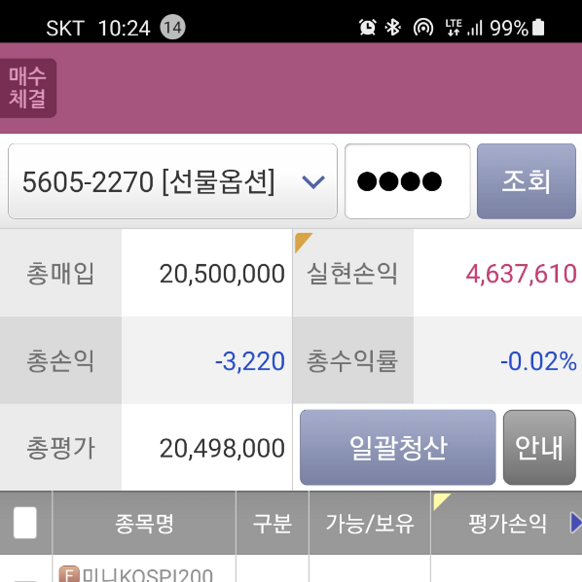 SKT 10:24 14 LTE 99%
매수
체결
5605-2270 [선물옵션] ●●●● 조회
총매입 20,500,000 실현손익 4,637,610
총손익 -3,220 총수익률 -0.02%
총평가 20,498,000 일괄청산 안내
종목명 구분 가능/보유 평가손익
F 미니KOSPI200